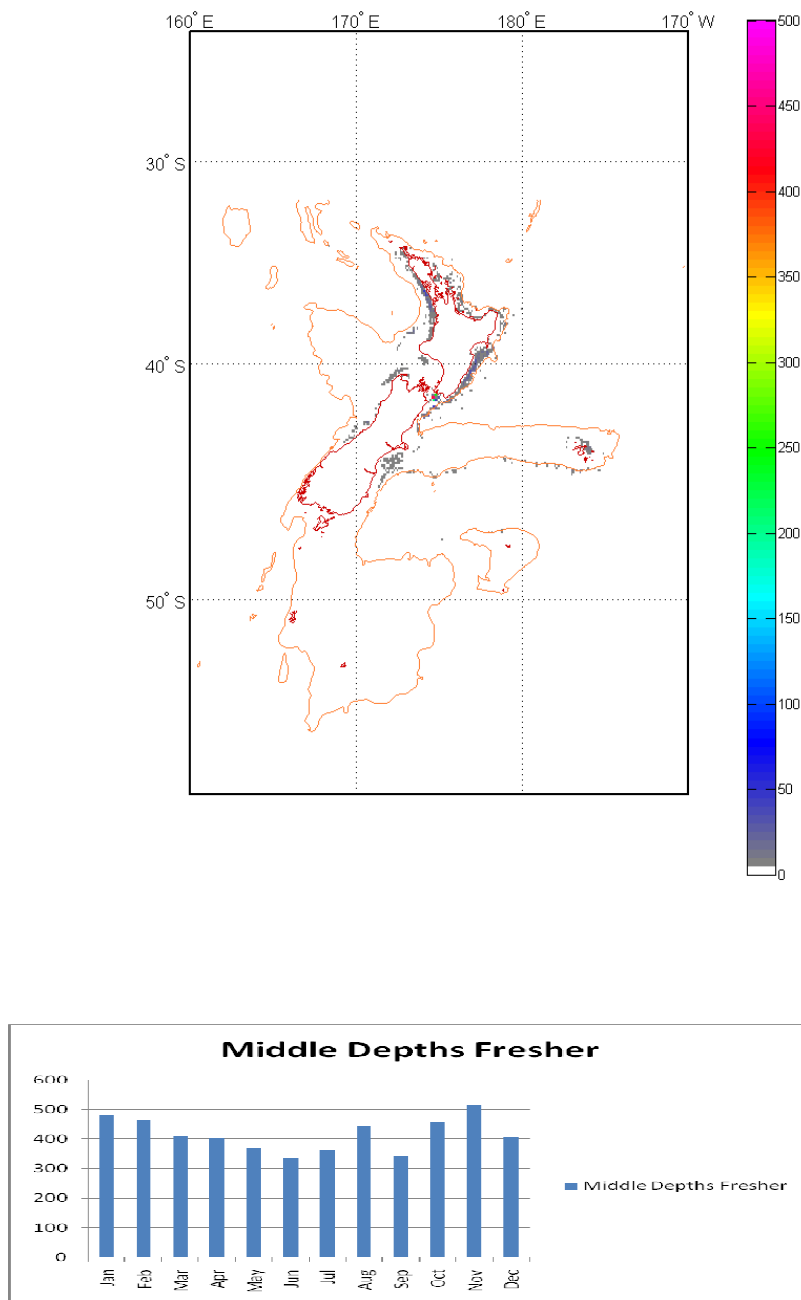 160° E 170° E 180° E 170° W
30° S
40° S
50° S
500
450
400
350
300
250
200
150
100
50
0
Middle Depths Fresher
600
500
400
300
200
100
0
Jan Feb Mar Apr May Jun Jul Aug Sep Oct Nov Dec
Middle Depths Fresher